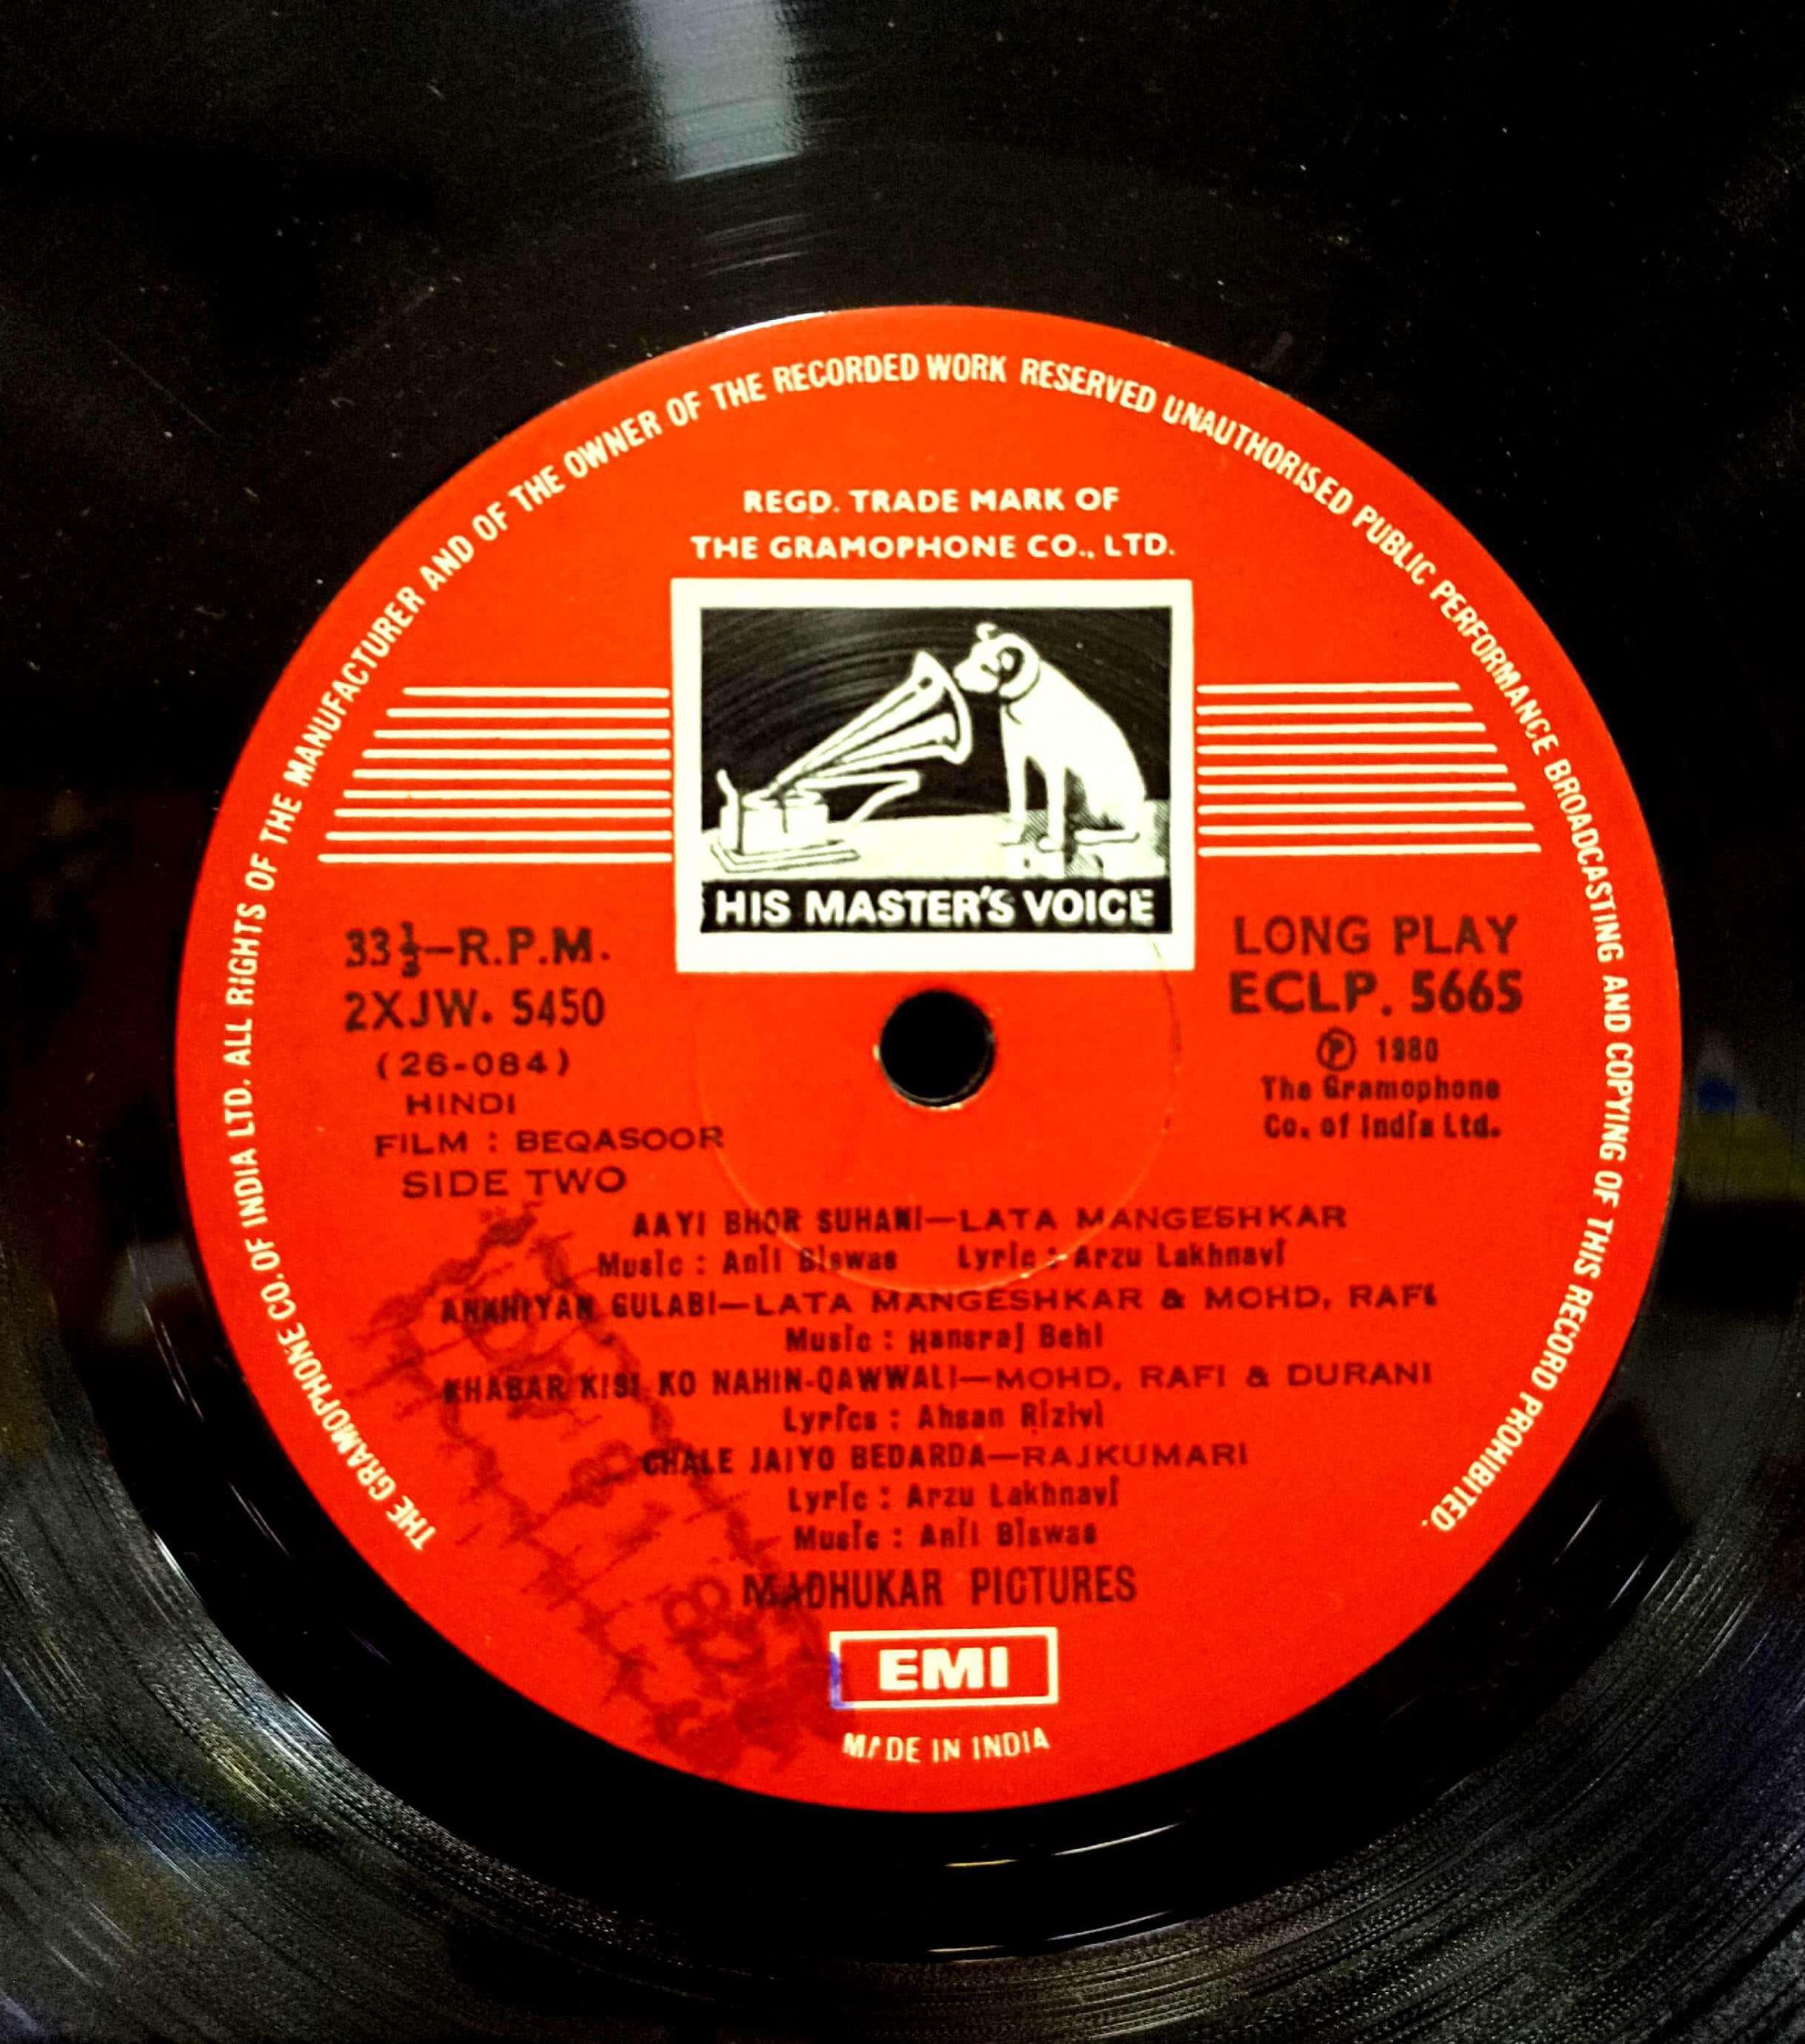 THE GRAMOPHONE CO. OF INDIA LTD. ALL RIGHTS OF THE MANUFACTURER AND OF THE OWNER OF THE RECORDED WORK RESERVED UNAUTHORISED PUBLIC PERFORMANCE BROADCASTING AND COPYING OF THIS RECORD PROHIBITED.
REGD. TRADE MARK OF
THE GRAMOPHONE CO., LTD.
HIS MASTER'S VOICE
33⅓–R.P.M.
2XJW. 5450
(26-084)
HINDI
FILM : BEQASOOR
SIDE TWO
LONG PLAY
ECLP. 5665
Ⓟ 1980
The Gramophone
Co. of India Ltd.
AAYI BHOR SUHANI—LATA MANGESHKAR
Music : Anil Biswas Lyric : Arzu Lakhnavi
ANKHIYAN GULABI—LATA MANGESHKAR & MOHD. RAFI
Music : Hansraj Behl
KHABAR KISI KO NAHIN-QAWWALI—MOHD. RAFI & DURANI
Lyrics : Ahsan Rizivi
CHALE JAIYO BEDARDA—RAJKUMARI
Lyric : Arzu Lakhnavi
Music : Anil Biswas
MADHUKAR PICTURES
EMI
MADE IN INDIA